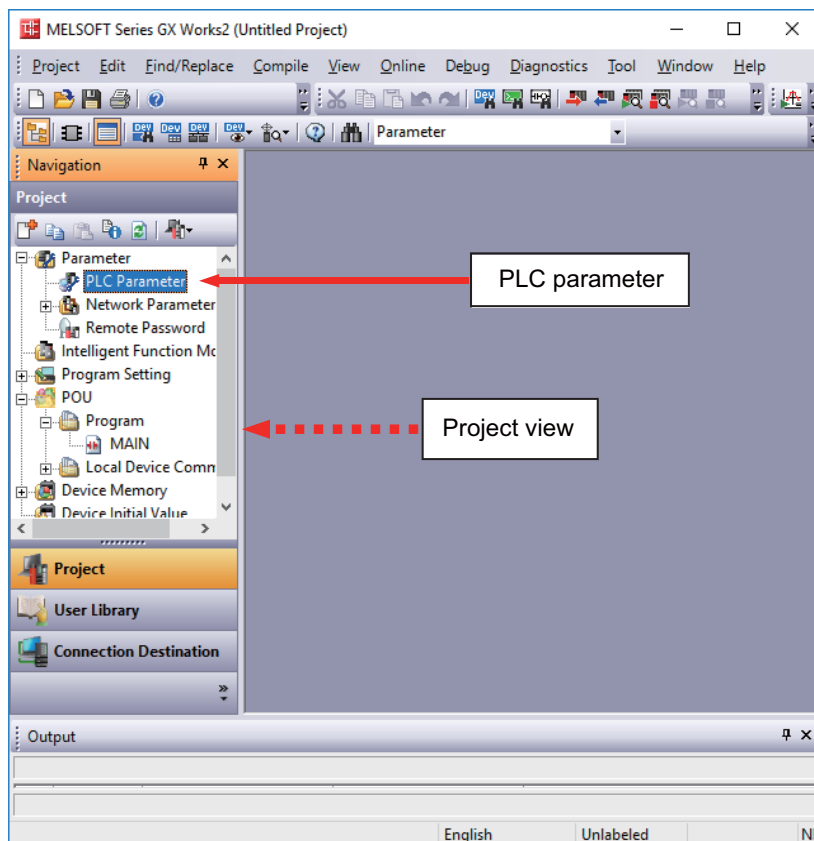 MELSOFT Series GX Works2 (Untitled Project)
Project Edit Find/Replace Compile View Online Debug Diagnostics Tool Window Help
Parameter
Navigation
Project
Parameter
PLC Parameter
PLC parameter
Network Parameter
Remote Password
Intelligent Function Mo
Program Setting
POU
Program
Project view
MAIN
Local Device Comm
Device Memory
Device Initial Value
Project
User Library
Connection Destination
Output
English Unlabeled